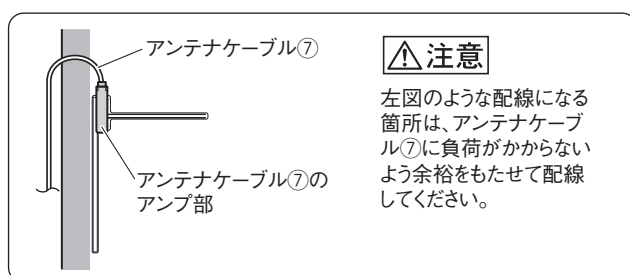 アンテナケーブル⑦
アンテナケーブル⑦の
アンプ部
注意
左図のような配線になる
箇所は、アンテナケーブ
ル⑦に負荷がかからない
よう余裕をもたせて配線
してください。